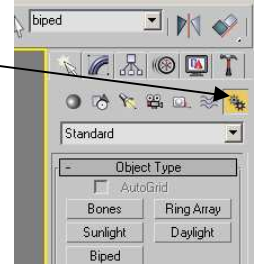 biped
Standard
- Object Type
AutoGrid
Bones Ring Array
Sunlight Daylight
Biped